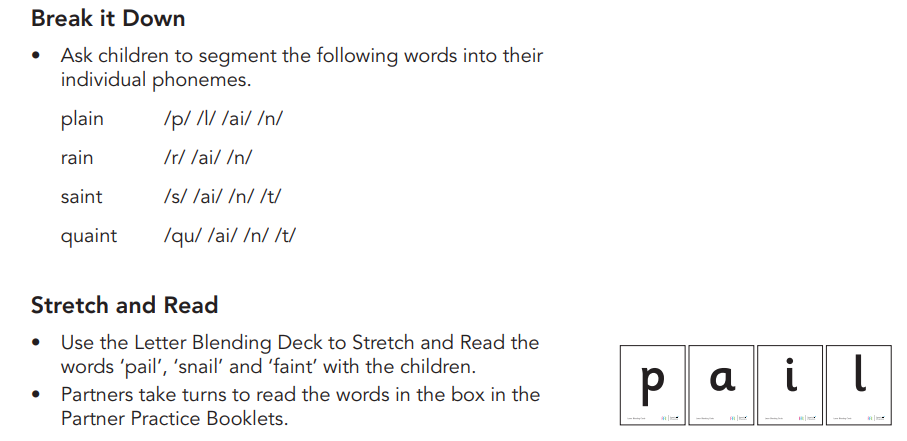 Break it Down
• Ask children to segment the following words into their
individual phonemes.
plain /p/ /l/ /ai/ /n/
rain /r/ /ai/ /n/
saint /s/ /ai/ /n/ /t/
quaint /qu/ /ai/ /n/ /t/
Stretch and Read
• Use the Letter Blending Deck to Stretch and Read the
words ‘pail’, ‘snail’ and ‘faint’ with the children.
• Partners take turns to read the words in the box in the
Partner Practice Booklets.
p a i l